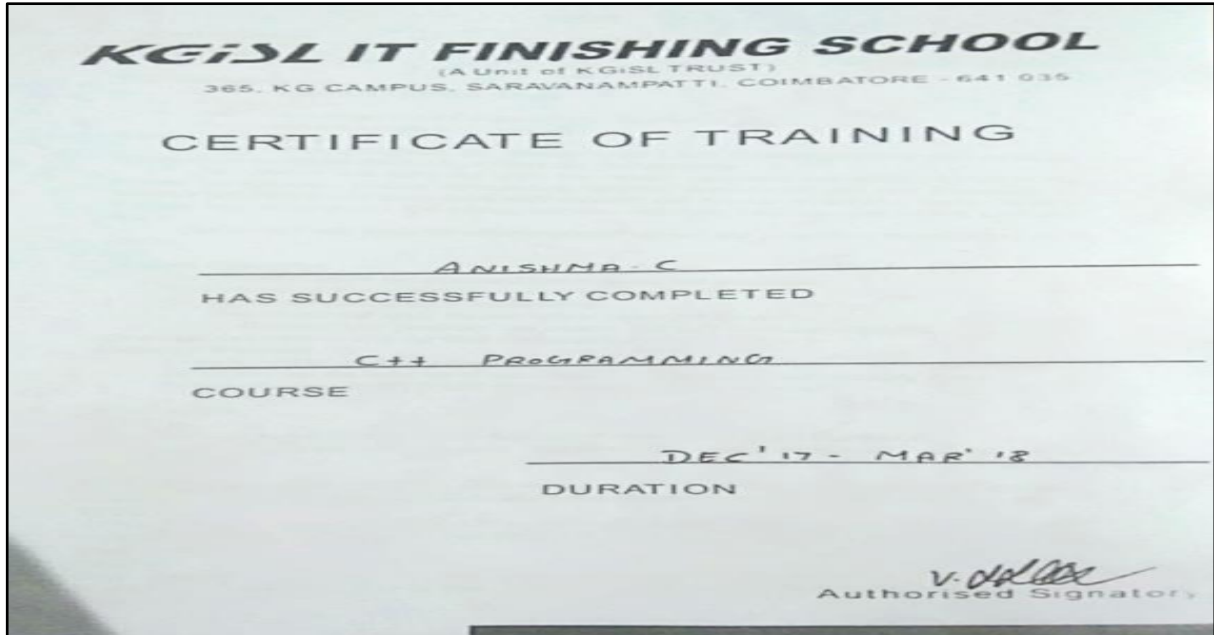 KGiSL IT FINISHING SCHOOL
(A Unit of KGiSL TRUST)
365, KG CAMPUS, SARAVANAMPATTI, COIMBATORE - 641 035
CERTIFICATE OF TRAINING
ANISHMA - C
HAS SUCCESSFULLY COMPLETED
C++ PROGRAMMING
COURSE
DEC' 17 - MAR' 18
DURATION
V.
Authorised Signatory